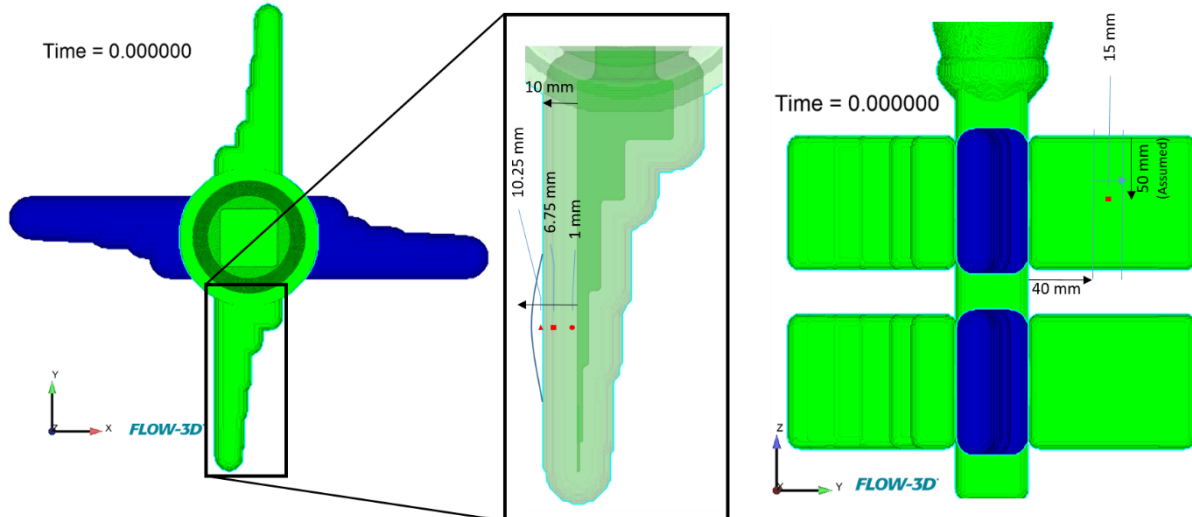 Time = 0.000000
Y
Z
X
FLOW-3D
10 mm
10.25 mm
6.75 mm
1 mm
15 mm
Time = 0.000000
50 mm
(Assumed)
40 mm
Z
X
Y
FLOW-3D